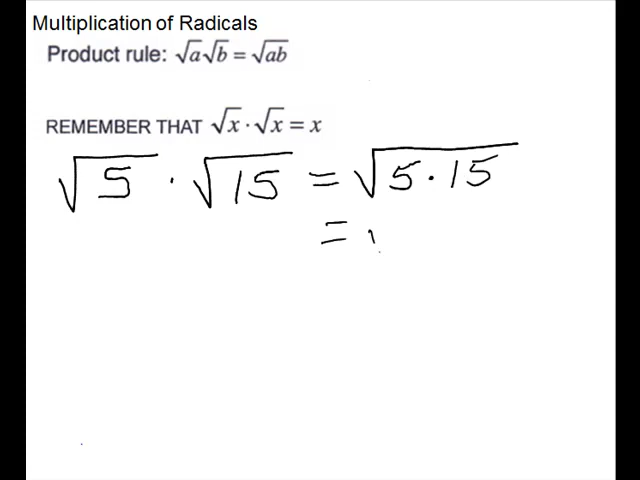 Multiplication of Radicals
Product rule: √a√b = √ab
REMEMBER THAT √x · √x = x
√5 · √15 = √5 · 15
=